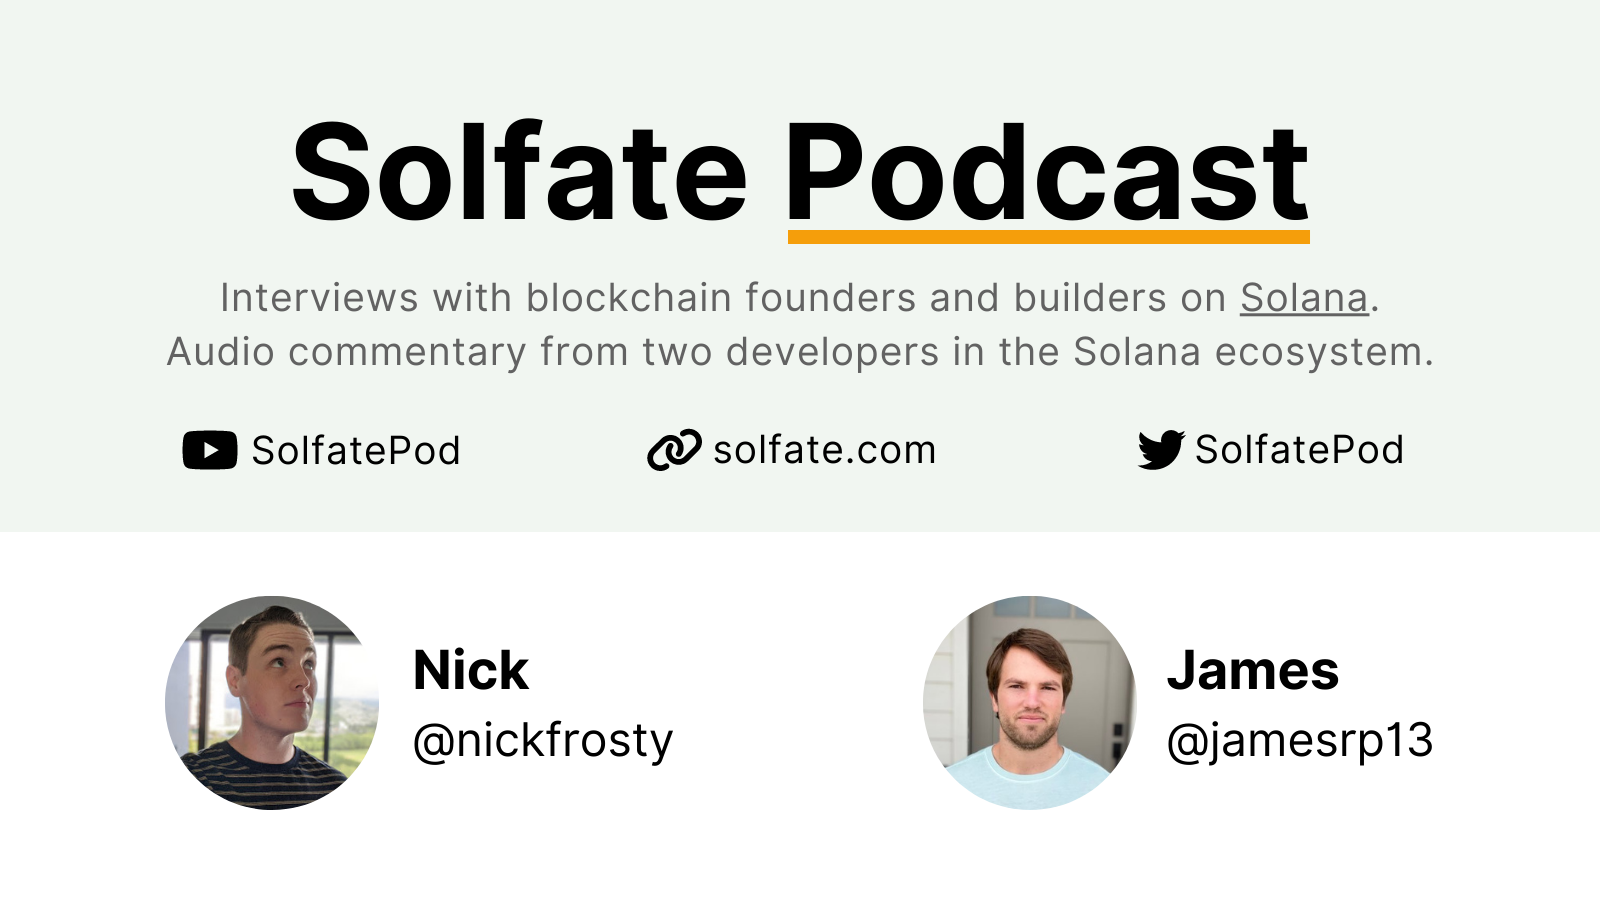 Solfate Podcast
Interviews with blockchain founders and builders on Solana.
Audio commentary from two developers in the Solana ecosystem.
SolfatePod
solfate.com
SolfatePod
Nick
@nickfrosty
James
@jamesrp13